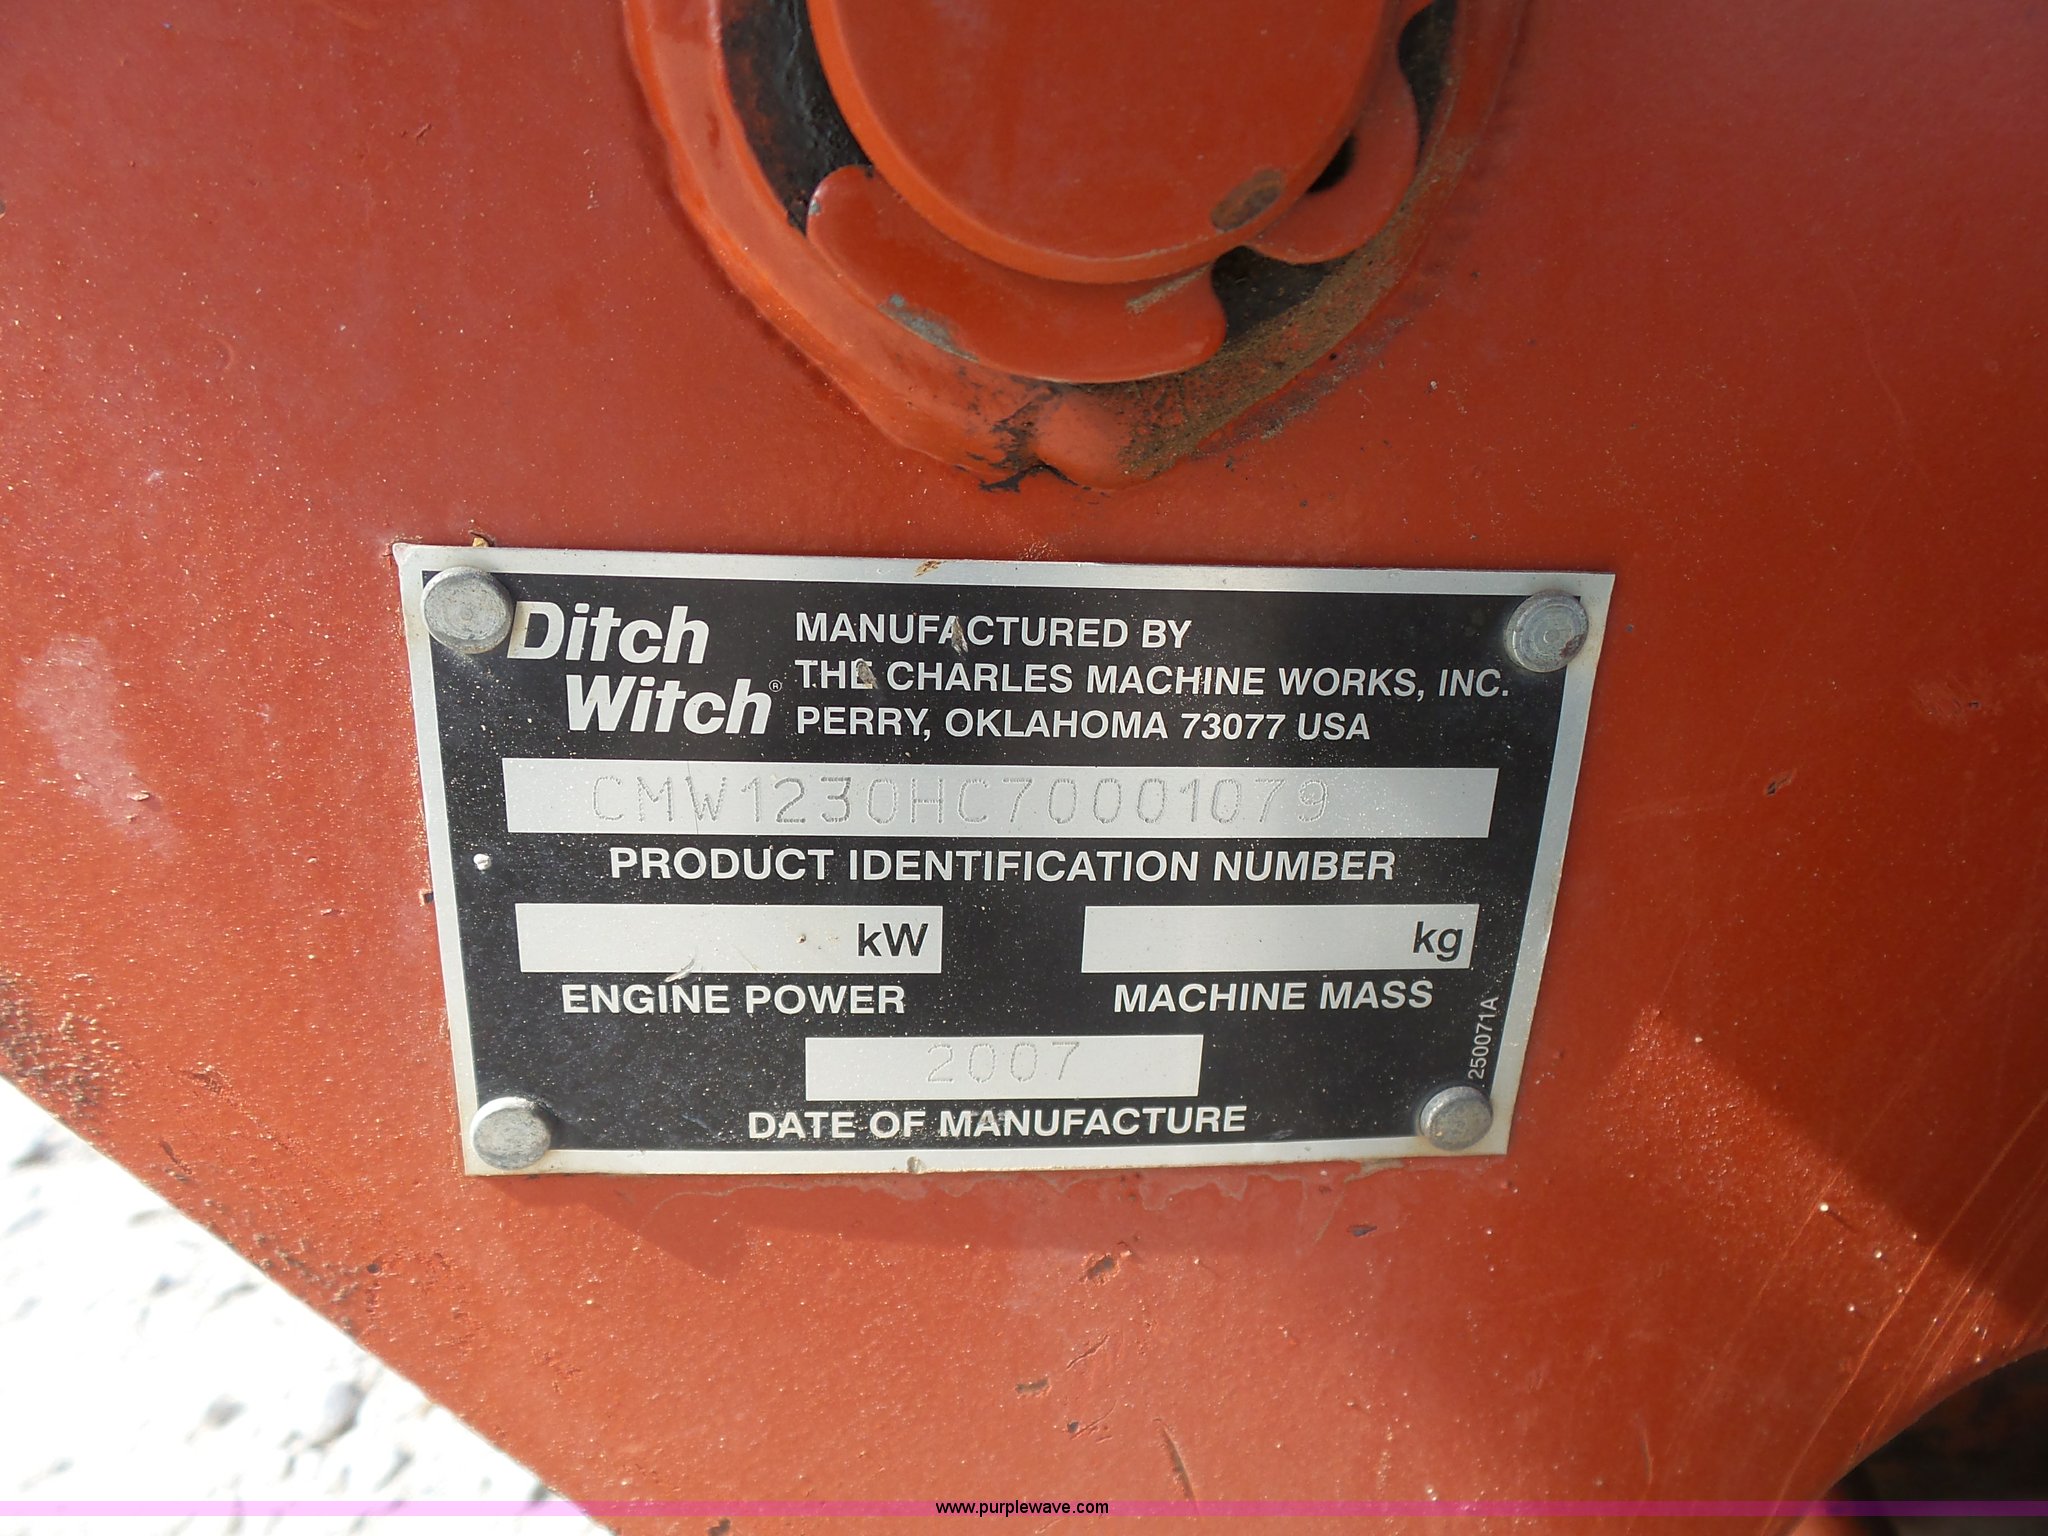 Ditch
Witch®
MANUFACTURED BY
THE CHARLES MACHINE WORKS, INC.
PERRY, OKLAHOMA 73077 USA
CMW1230HC70001079
PRODUCT IDENTIFICATION NUMBER
kW
ENGINE POWER
kg
MACHINE MASS
2007
DATE OF MANUFACTURE
250071A
www.purplewave.com